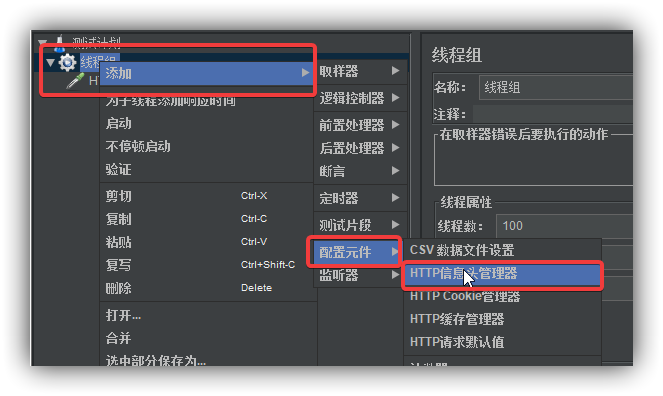 测试计划
线程组
添加
H
为子线程添加响应时间
启动
不停顿启动
验证
剪切 Ctrl-X
复制 Ctrl-C
粘贴 Ctrl-V
复写 Ctrl+Shift-C
删除 Delete
打开...
合并
选中部分保存为...
取样器
逻辑控制器
前置处理器
后置处理器
断言
定时器
测试片段
配置元件
监听器
CSV 数据文件设置
HTTP信息头管理器
HTTP Cookie管理器
HTTP缓存管理器
HTTP请求默认值
线程组
名称： 线程组
注释：
在取样器错误后要执行的动作
线程属性
线程数： 100